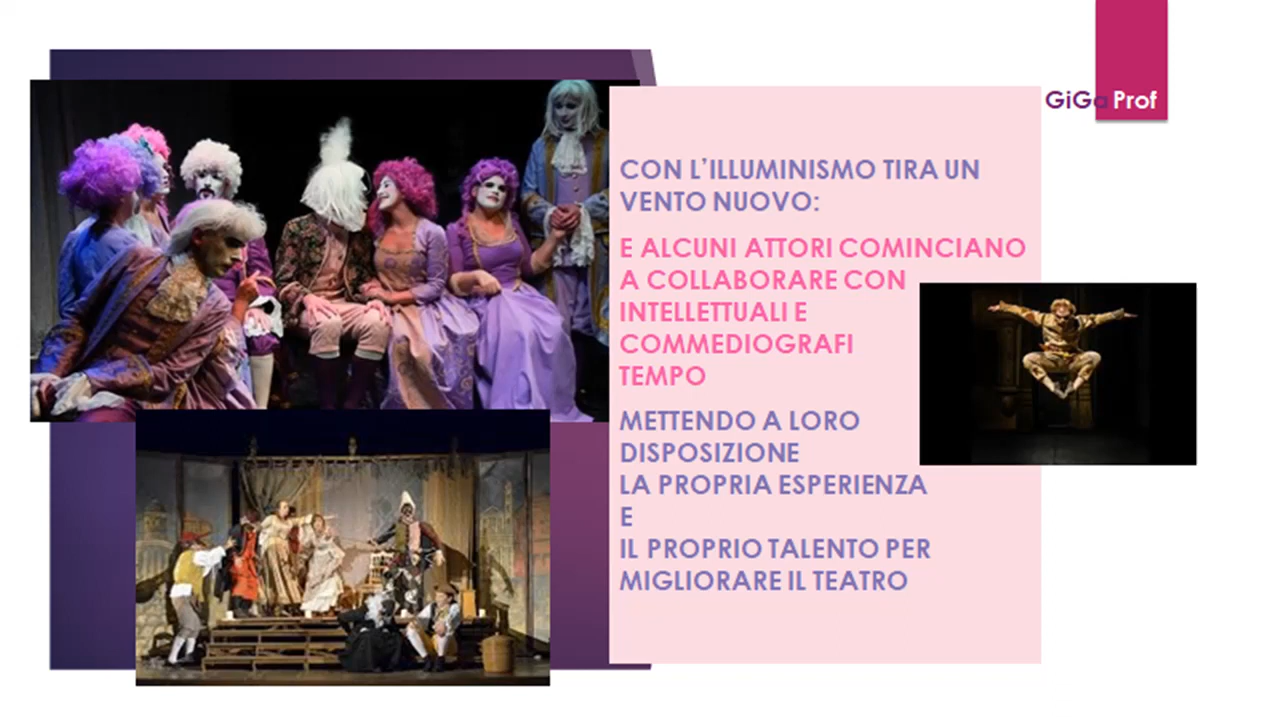 GiGa Prof
CON L’ILLUMINISMO TIRA UN
VENTO NUOVO:
E ALCUNI ATTORI COMINCIANO
A COLLABORARE CON
INTELLETTUALI E
COMMEDIOGRAFI
TEMPO
METTENDO A LORO
DISPOSIZIONE
LA PROPRIA ESPERIENZA
E
IL PROPRIO TALENTO PER
MIGLIORARE IL TEATRO